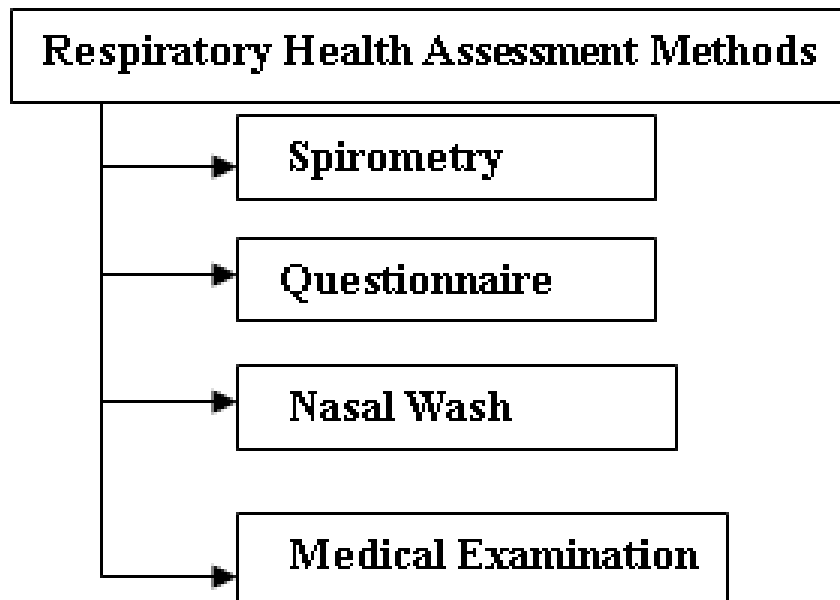 Respiratory Health Assessment Methods
Spirometry
Questionnaire
Nasal Wash
Medical Examination